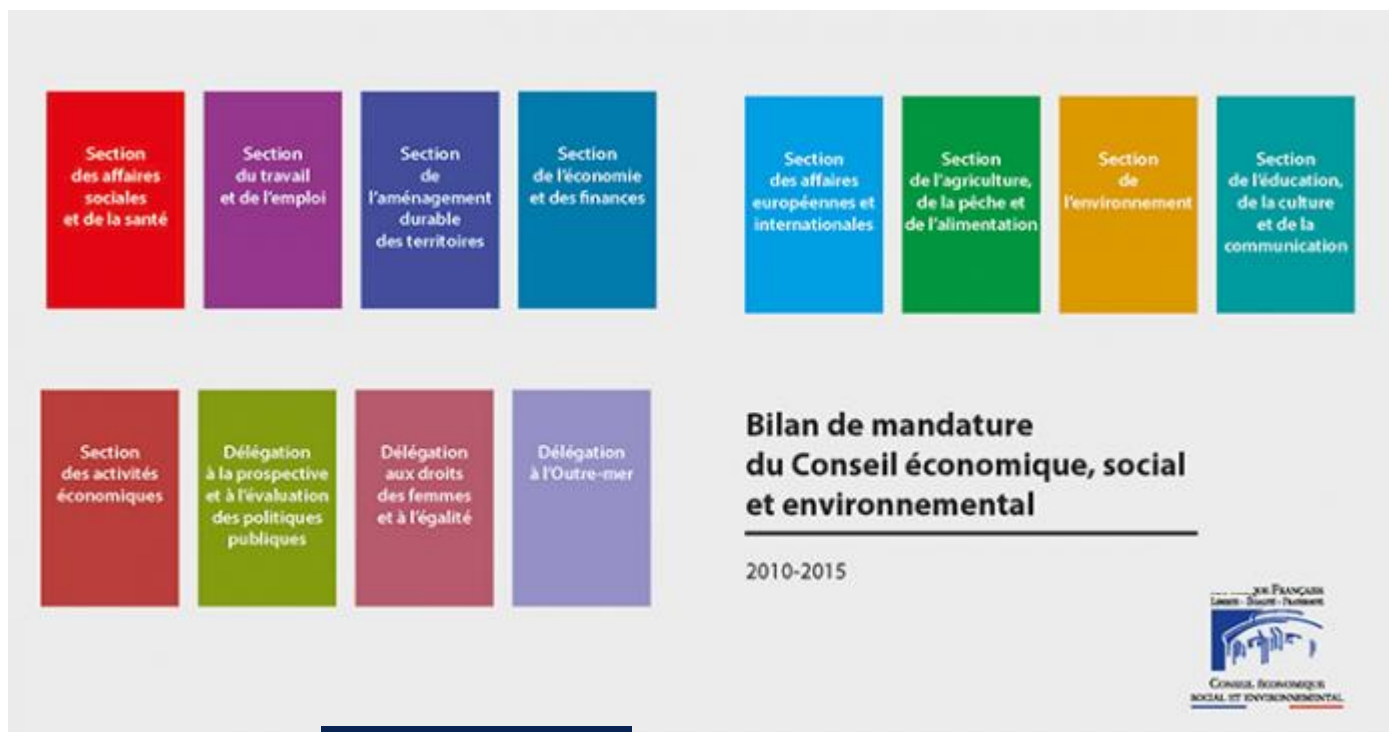 Section
des affaires
sociales
et de la santé
Section
du travail
et de l'emploi
Section
de
l'aménagement
durable
des territoires
Section
de l'économie
et des finances
Section
des affaires
européennes et
internationales
Section
de l'agriculture,
de la pêche et
de l'alimentation
Section
de
l'environnement
Section
de l'éducation,
de la culture
et de la
communication
Section
des activités
économiques
Délégation
à la prospective
et à l'évaluation
des politiques
publiques
Délégation
aux droits
des femmes
et à l'égalité
Délégation
à l'Outre-mer
Bilan de mandature
du Conseil économique, social
et environnemental
2010-2015
Française
Liberté - Égalité - Fraternité
Conseil économique
social et environnemental